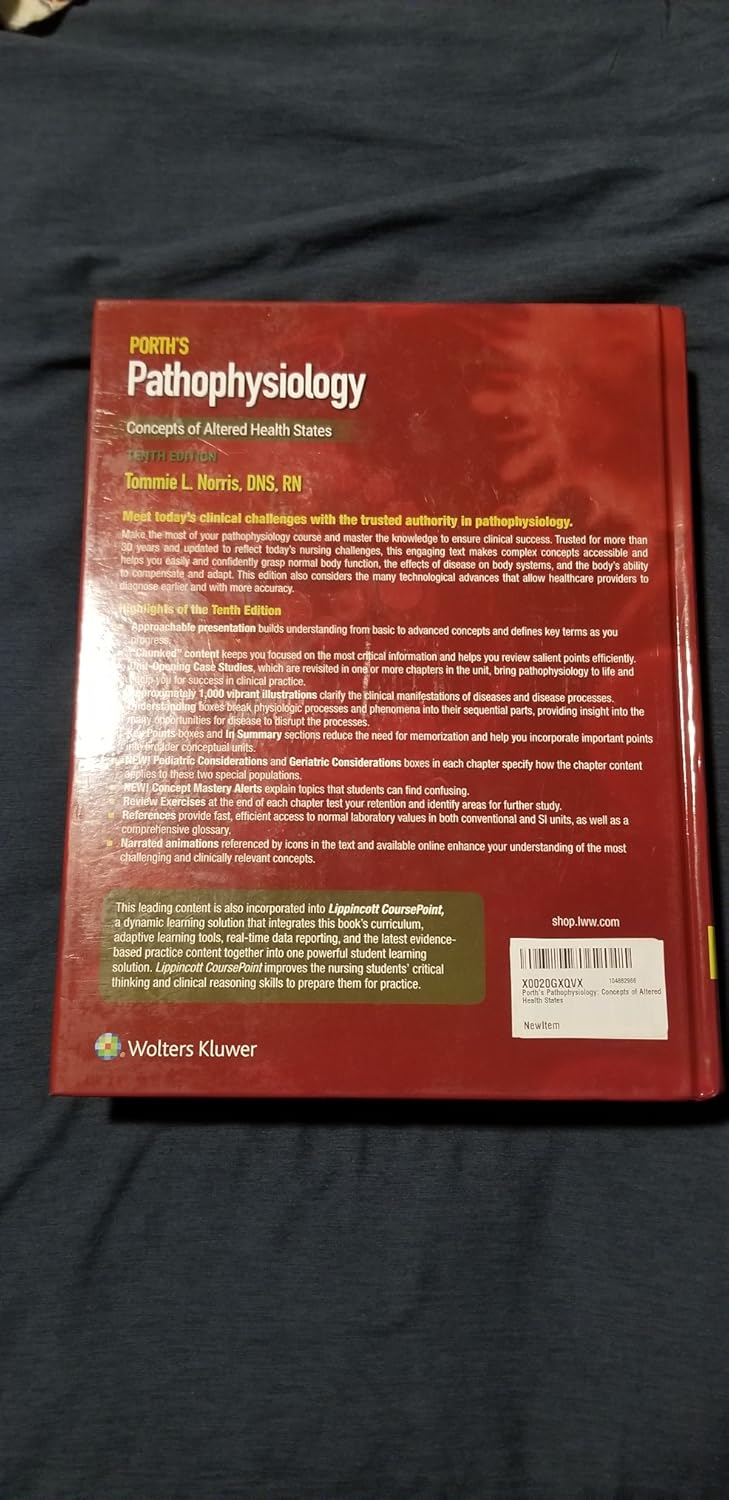 PORTH'S
Pathophysiology
Concepts of Altered Health States
TENTH EDITION
Tommie L. Norris, DNS, RN
Meet today's clinical challenges with the trusted authority in pathophysiology.
Make the most of your pathophysiology course and master the knowledge to ensure clinical success. Trusted for more than
30 years and updated to reflect today's nursing challenges, this engaging text makes complex concepts accessible and
helps you easily and confidently grasp normal body function, the effects of disease on body systems, and the body's ability
to compensate and adapt. This edition also considers the many technological advances that allow healthcare providers to
diagnose earlier and with more accuracy.
Highlights of the Tenth Edition
Approachable presentation builds understanding from basic to advanced concepts and defines key terms as you
progress.
"Chunked" content keeps you focused on the most critical information and helps you review salient points efficiently.
Unit-Opening Case Studies, which are revisited in one or more chapters in the unit, bring pathophysiology to life and
help you for success in clinical practice.
Approximately 1,000 vibrant illustrations clarify the clinical manifestations of diseases and disease processes.
Understanding boxes break physiologic processes and phenomena into their sequential parts, providing insight into the
many opportunities for disease to disrupt the processes.
Key Points boxes and In Summary sections reduce the need for memorization and help you incorporate important points
into broader conceptual units.
NEW! Pediatric Considerations and Geriatric Considerations boxes in each chapter specify how the chapter content
applies to these two special populations.
NEW! Concept Mastery Alerts explain topics that students can find confusing.
Review Exercises at the end of each chapter test your retention and identify areas for further study.
References provide fast, efficient access to normal laboratory values in both conventional and SI units, as well as a
comprehensive glossary.
Narrated animations referenced by icons in the text and available online enhance your understanding of the most
challenging and clinically relevant concepts.
This leading content is also incorporated into Lippincott CoursePoint,
a dynamic learning solution that integrates this book's curriculum,
adaptive learning tools, real-time data reporting, and the latest evidence-
based practice content together into one powerful student learning
solution. Lippincott CoursePoint improves the nursing students' critical
thinking and clinical reasoning skills to prepare them for practice.
shop.lww.com
X0020GXQVX 104882966
Porth's Pathophysiology: Concepts of Altered
Health States
NewItem
Wolters Kluwer